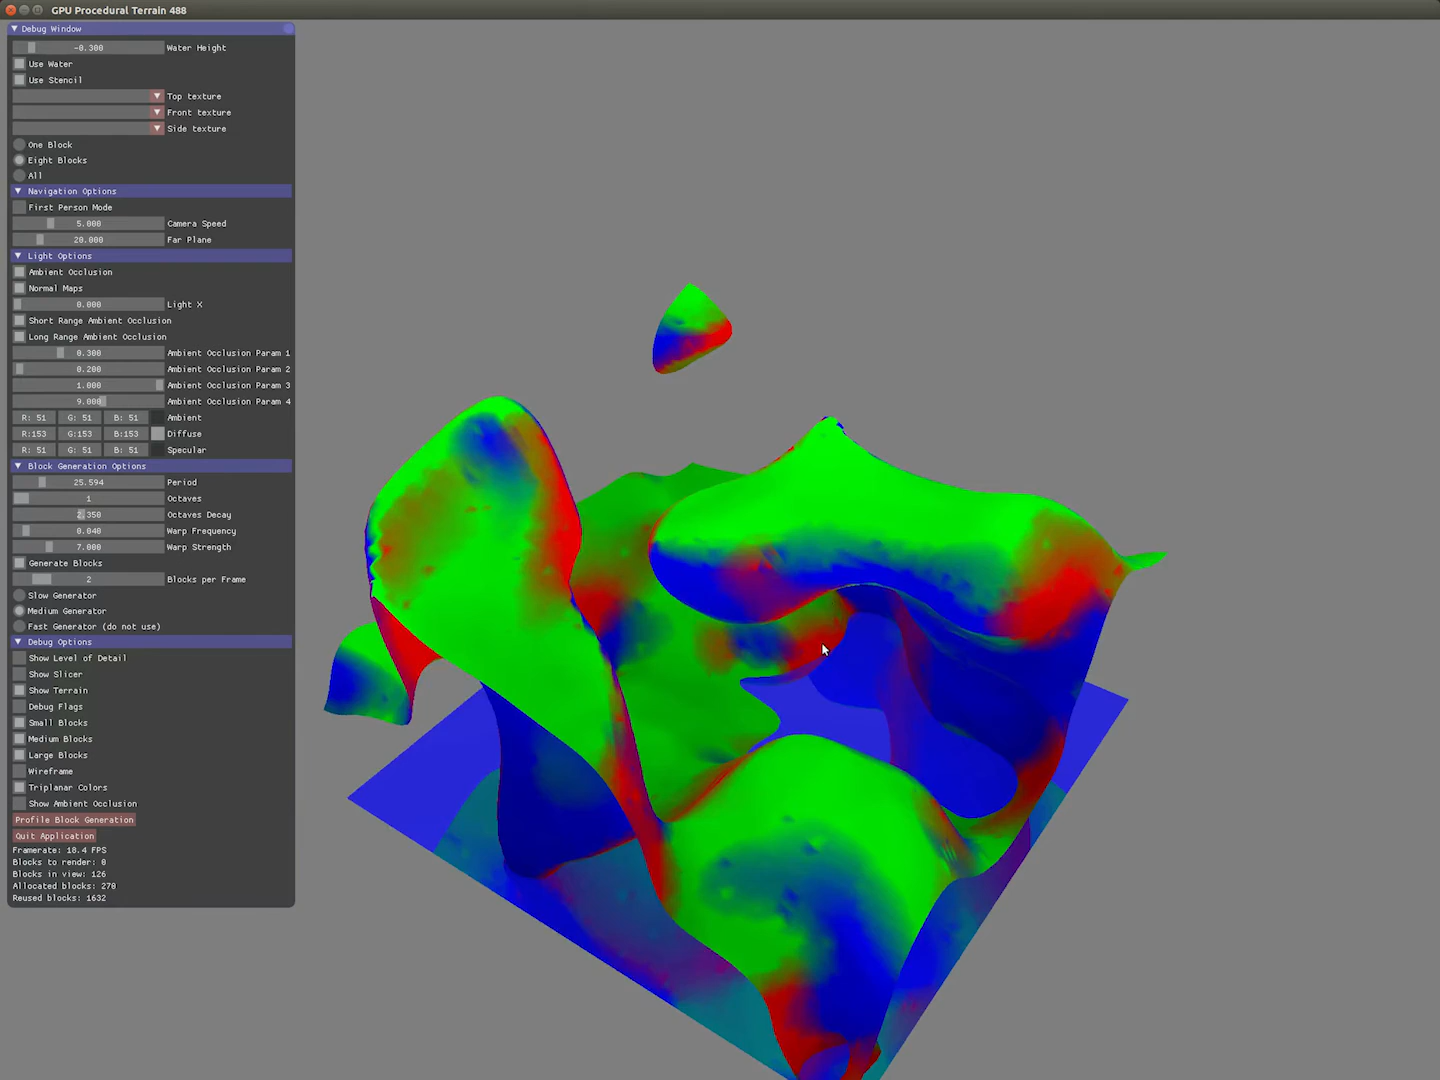 GPU Procedural Terrain 488
Debug Window
-0.300 Water Height
Use Water
Use Stencil
Top texture
Front texture
Side texture
One Block
Eight Blocks
All
Navigation Options
First Person Mode
5.000 Camera Speed
20.000 Far Plane
Light Options
Ambient Occlusion
Normal Maps
0.000 Light X
Short Range Ambient Occlusion
Long Range Ambient Occlusion
0.300 Ambient Occlusion Param 1
0.200 Ambient Occlusion Param 2
1.000 Ambient Occlusion Param 3
9.000 Ambient Occlusion Param 4
R: 51 G: 51 B: 51 Ambient
R:153 G:153 B:153 Diffuse
R: 51 G: 51 B: 51 Specular
Block Generation Options
25.594 Period
1 Octaves
2.350 Octaves Decay
0.048 Warp Frequency
7.000 Warp Strength
Generate Blocks
2 Blocks per Frame
Slow Generator
Medium Generator
Fast Generator (do not use)
Debug Options
Show Level of Detail
Show Slicer
Show Terrain
Debug Flags
Small Blocks
Medium Blocks
Large Blocks
Wireframe
Triplanar Colors
Show Ambient Occlusion
Profile Block Generation
Quit Application
Framerate: 18.4 FPS
Blocks to render: 0
Blocks in view: 126
Allocated blocks: 270
Reused blocks: 1632